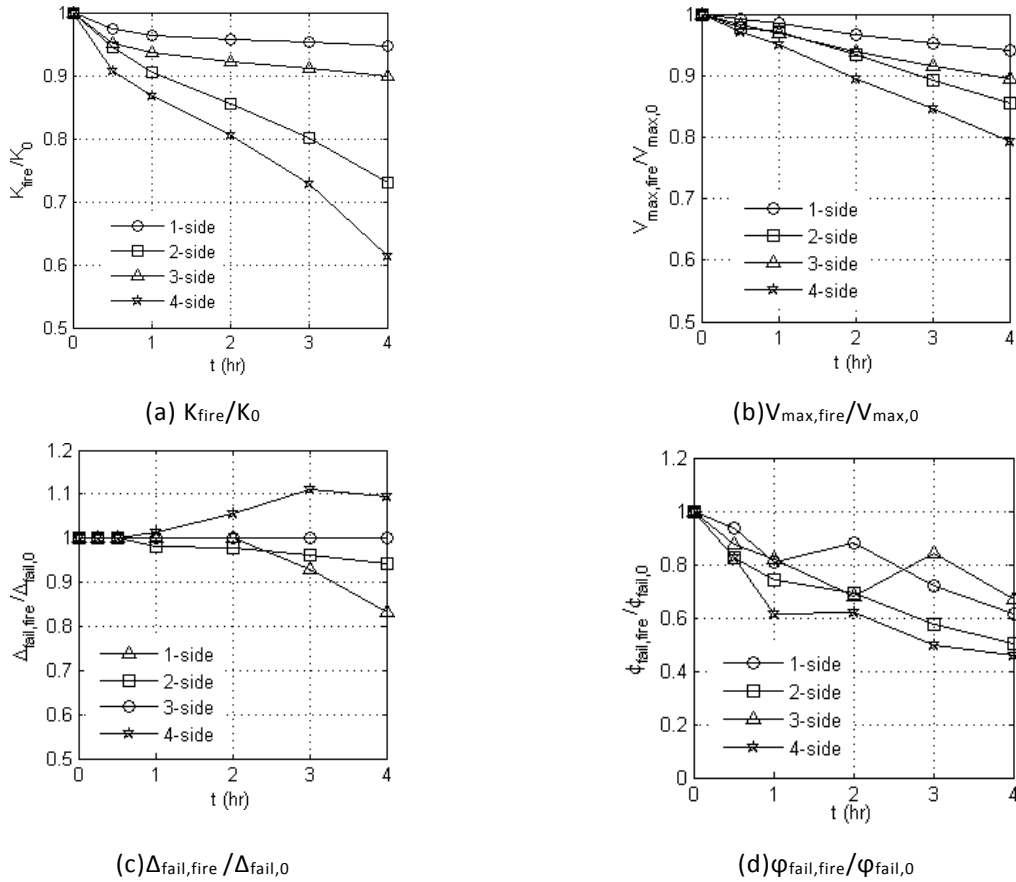 1
0.9
0.8
0.7
0.6
0.5
K_fire/K_0
1-side
2-side
3-side
4-side
0 1 2 3 4
t (hr)
(a) K_fire/K_0
1
0.9
0.8
0.7
0.6
0.5
V_max,fire/V_max,0
1-side
2-side
3-side
4-side
0 1 2 3 4
t (hr)
(b)V_max,fire/V_max,0
1.2
1.1
1
0.9
0.8
0.7
0.6
0.5
Δ_fail,fire /Δ_fail,0
1-side
2-side
3-side
4-side
0 1 2 3 4
t (hr)
(c)Δ_fail,fire /Δ_fail,0
1.2
1
0.8
0.6
0.4
0.2
0
φ_fail,fire /φ_fail,0
1-side
2-side
3-side
4-side
0 1 2 3 4
t (hr)
(d)φ_fail,fire/φ_fail,0